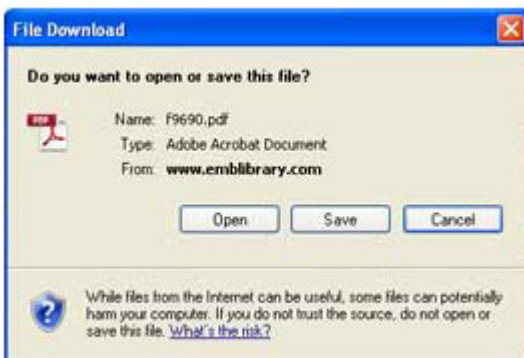 File Download
Do you want to open or save this file?
PDF
Name: f9690.pdf
Type: Adobe Acrobat Document
From: www.emblibrary.com
Open Save Cancel
While files from the Internet can be useful, some files can potentially
harm your computer. If you do not trust the source, do not open or
save this file. What's the risk?